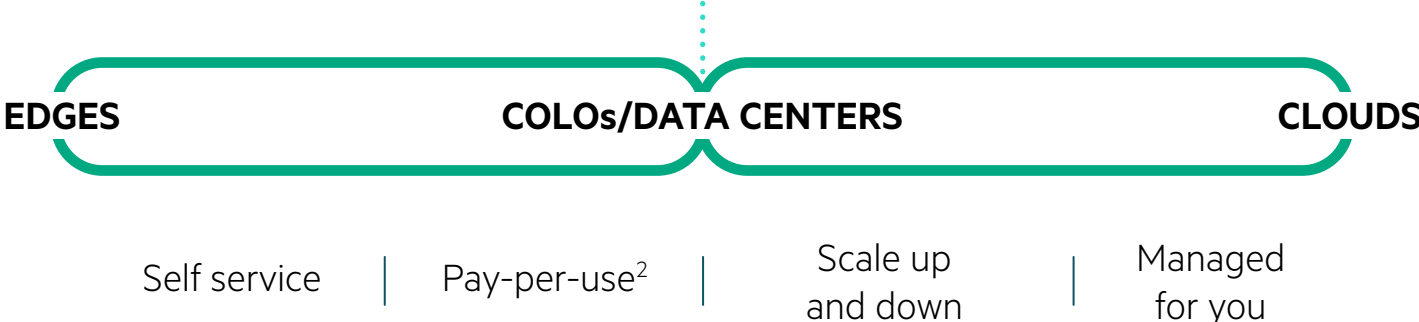 EDGES COLOs/DATA CENTERS CLOUDS
Self service
Pay-per-use2
Scale up
and down
Managed
for you